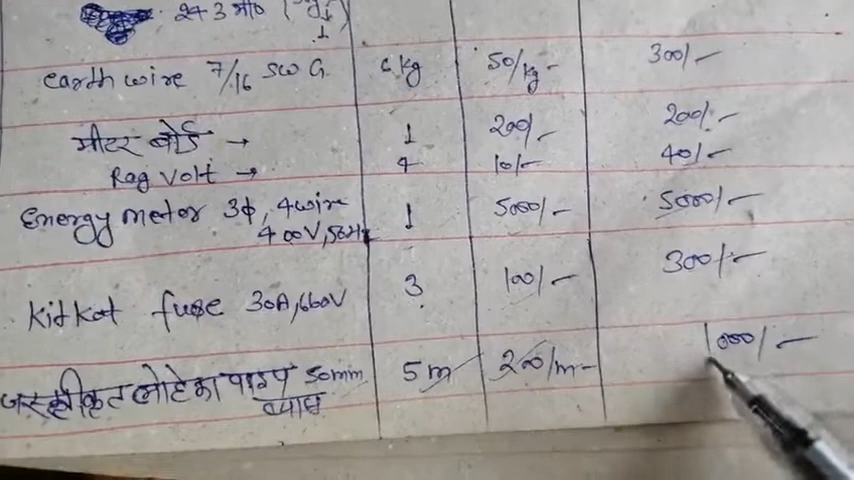 earth wire 7/16 SWG 6 kg 50/kg- 300/-
मीटर बोर्ड → 1 200/- 200/-
Rag Volt → 4 10/- 40/-
Energy meter 3ϕ, 4wire 1 5000/- 5000/-
400V,50Hz
Kitkat fuse 30A,660V 3 100/- 300/-
लोहे का पाइप 50mm 5m 200/m- 1000/-
व्यास